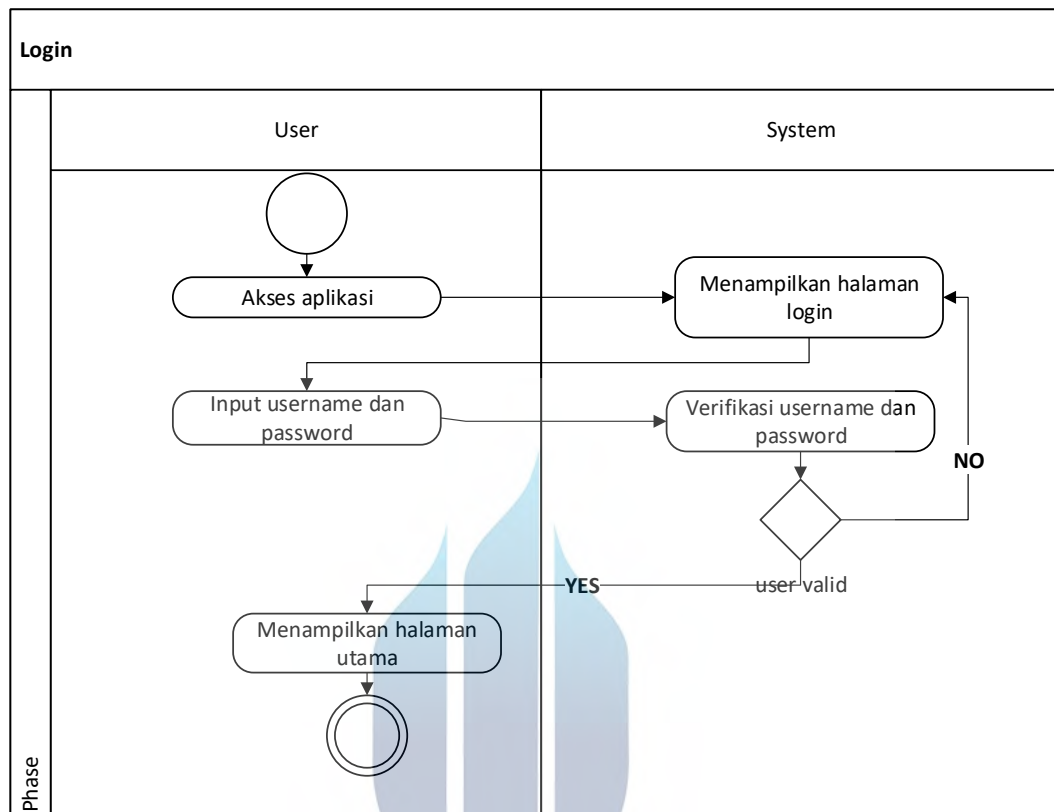 Login
User
System
Akses aplikasi
Menampilkan halaman
login
Input username dan
password
Verifikasi username dan
password
NO
YES
user valid
Menampilkan halaman
utama
Phase